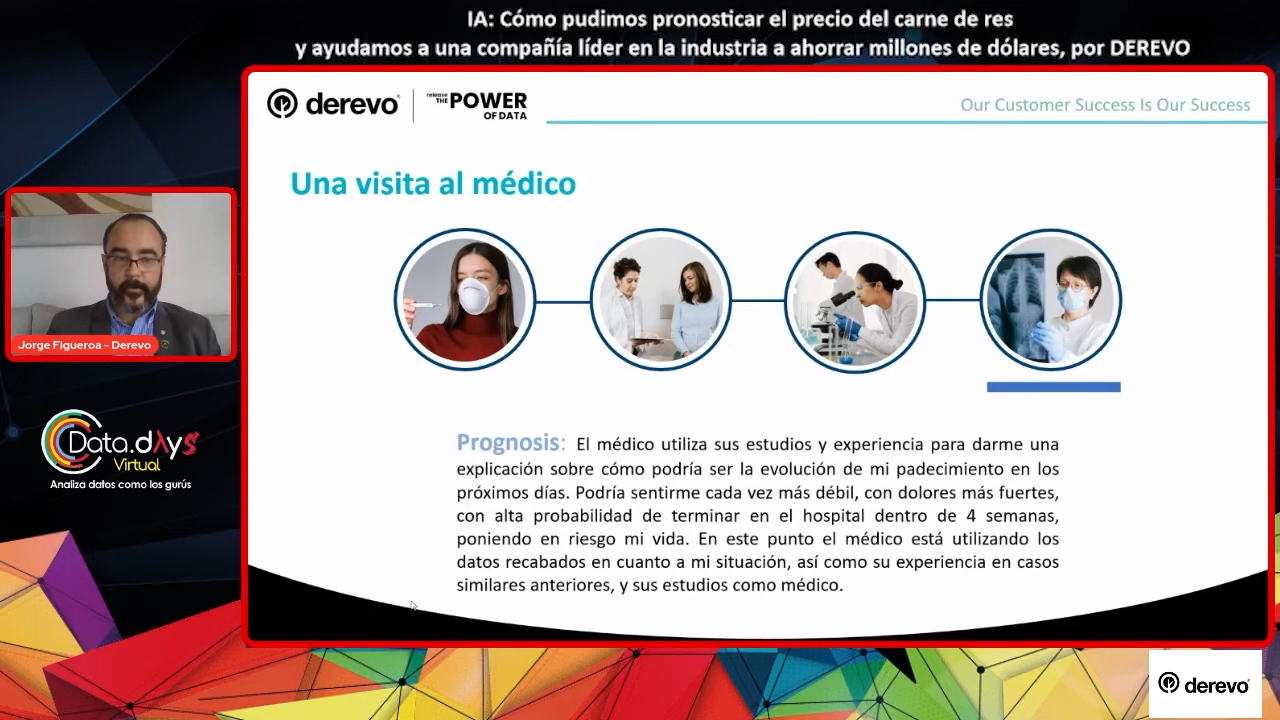 IA: Cómo pudimos pronosticar el precio del carne de res
y ayudamos a una compañía líder en la industria a ahorrar millones de dólares, por DEREVO
derevo
release
THE POWER
OF DATA
Our Customer Success Is Our Success
Una visita al médico
Jorge Figueroa - Derevo
Data.dAys
Virtual
Analiza datos como los gurús
Prognosis: El médico utiliza sus estudios y experiencia para darme una
explicación sobre cómo podría ser la evolución de mi padecimiento en los
próximos días. Podría sentirme cada vez más débil, con dolores más fuertes,
con alta probabilidad de terminar en el hospital dentro de 4 semanas,
poniendo en riesgo mi vida. En este punto el médico está utilizando los
datos recabados en cuanto a mi situación, así como su experiencia en casos
similares anteriores, y sus estudios como médico.
derevo